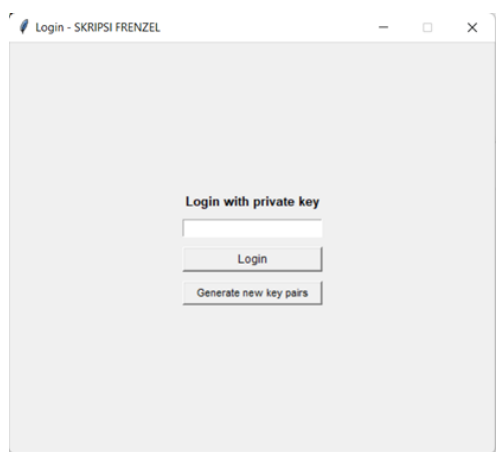 Login - SKRIPSI FRENZEL
Login with private key
Login
Generate new key pairs